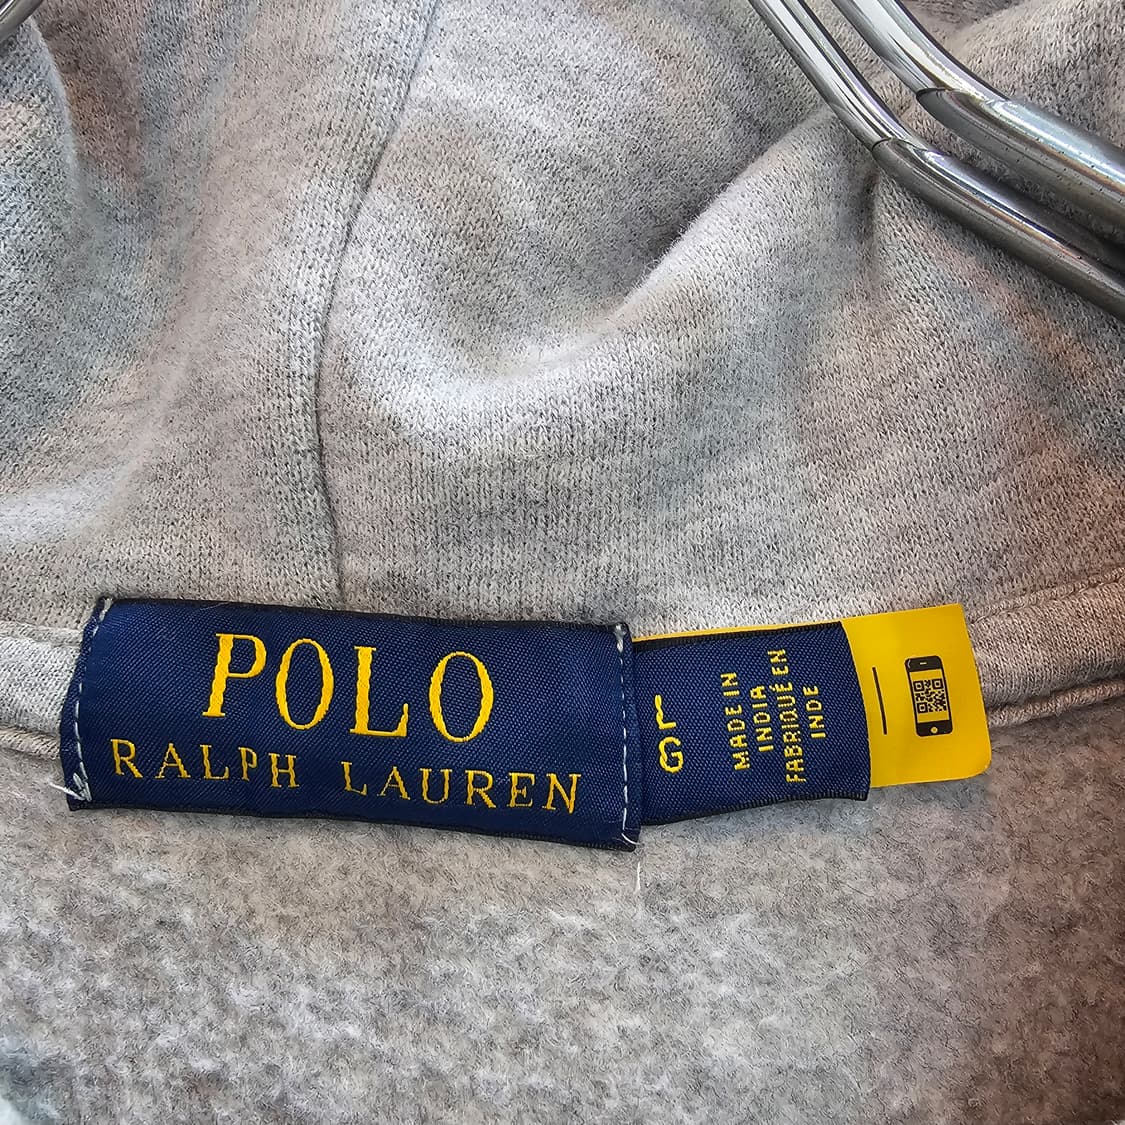 POLO
RALPH LAUREN
L
G
MADE IN
INDIA
FABRIQUÉ EN
INDE